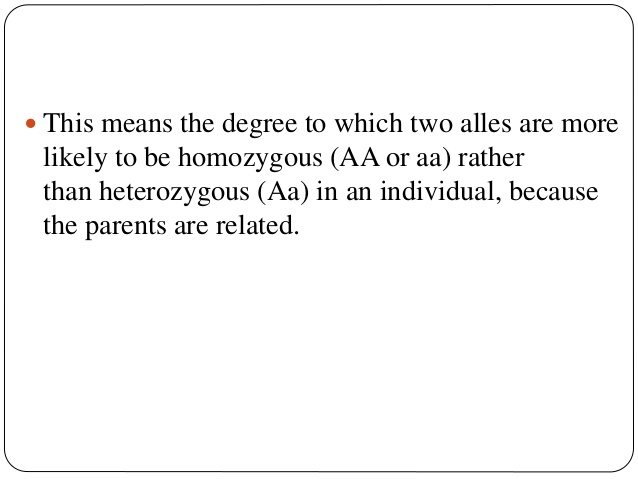 • This means the degree to which two alles are more
likely to be homozygous (AA or aa) rather
than heterozygous (Aa) in an individual, because
the parents are related.